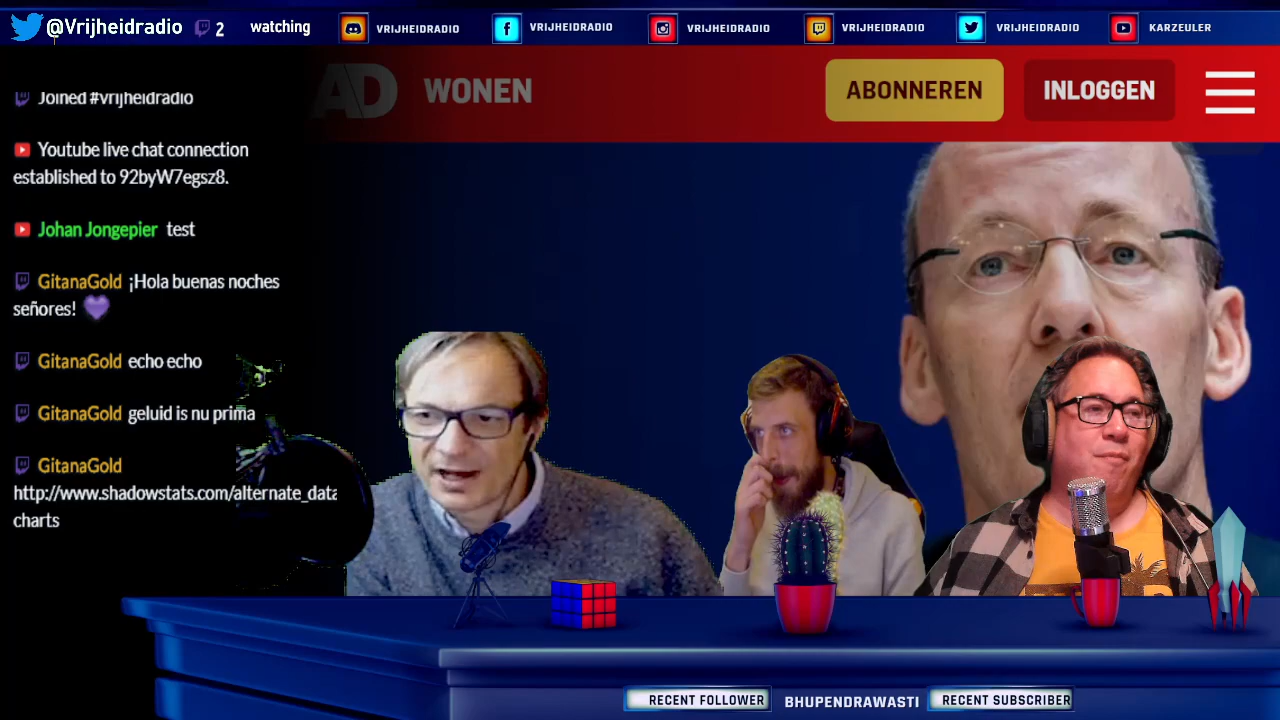 @Vrijheidradio 2 watching VRIJHEIDRADIO VRIJHEIDRADIO VRIJHEIDRADIO VRIJHEIDRADIO VRIJHEIDRADIO KARZEULER
AD WONEN ABONNEREN INLOGGEN
Joined #vrijheidradio
Youtube live chat connection
established to 92byW7egsz8.
Johan Jongepier test
GitanaGold ¡Hola buenas noches
señores!
GitanaGold echo echo
GitanaGold geluid is nu prima
GitanaGold
http://www.shadowstats.com/alternate_data
charts
RECENT FOLLOWER BHUPENDRAWASTI RECENT SUBSCRIBER